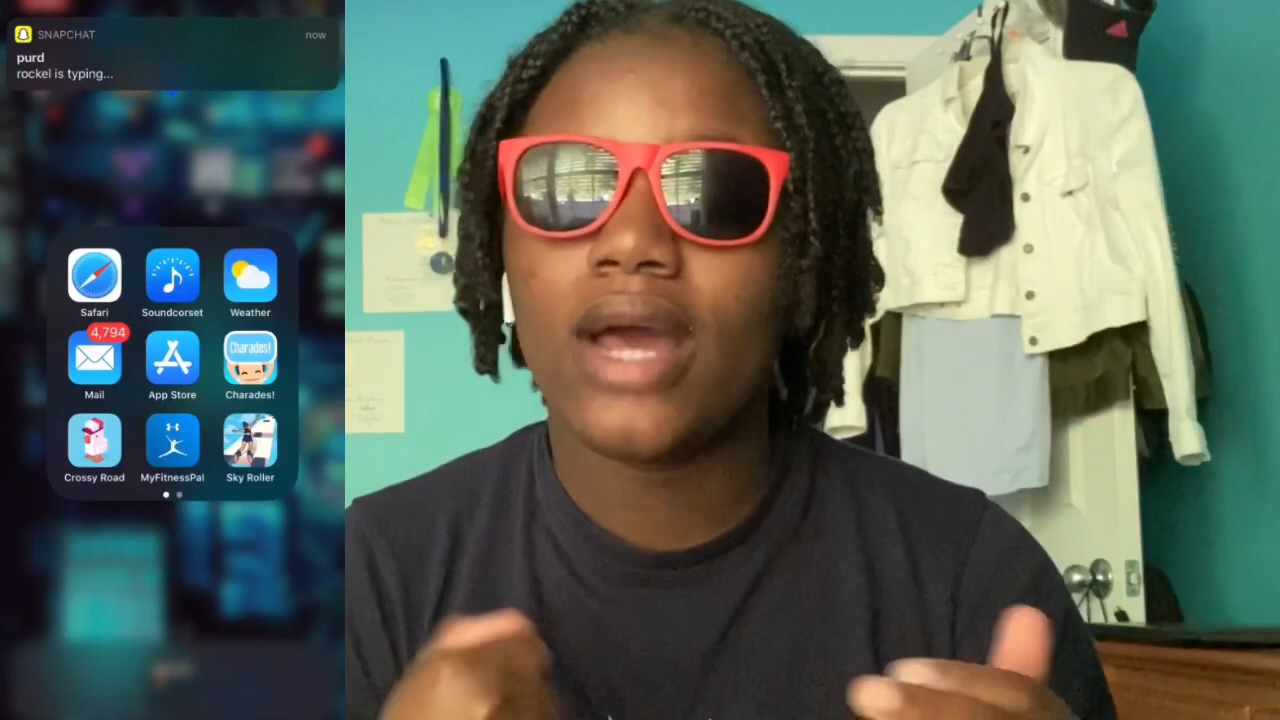 SNAPCHAT now
purd
rockel is typing...
Safari Soundcorset Weather
4,794
Charades!
Mail App Store Charades!
Crossy Road MyFitnessPal Sky Roller